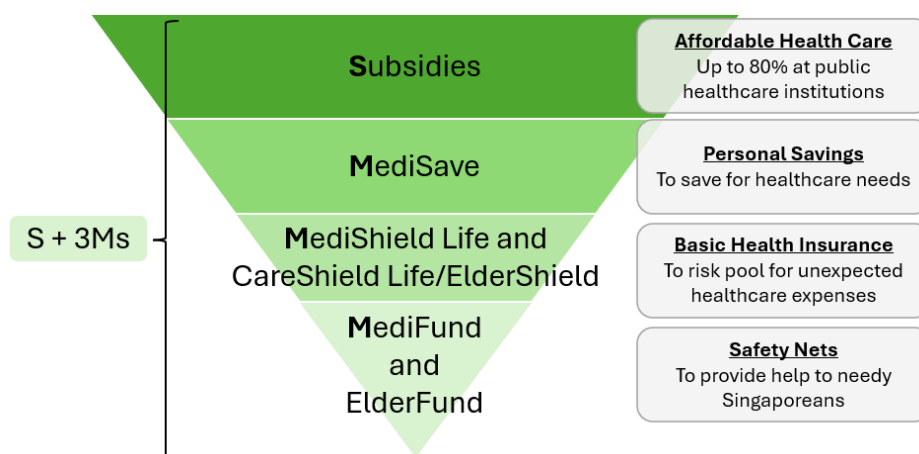 Subsidies
Affordable Health Care
Up to 80% at public
healthcare institutions
MediSave
Personal Savings
To save for healthcare needs
S + 3Ms
MediShield Life and
CareShield Life/ElderShield
Basic Health Insurance
To risk pool for unexpected
healthcare expenses
MediFund
and
ElderFund
Safety Nets
To provide help to needy
Singaporeans